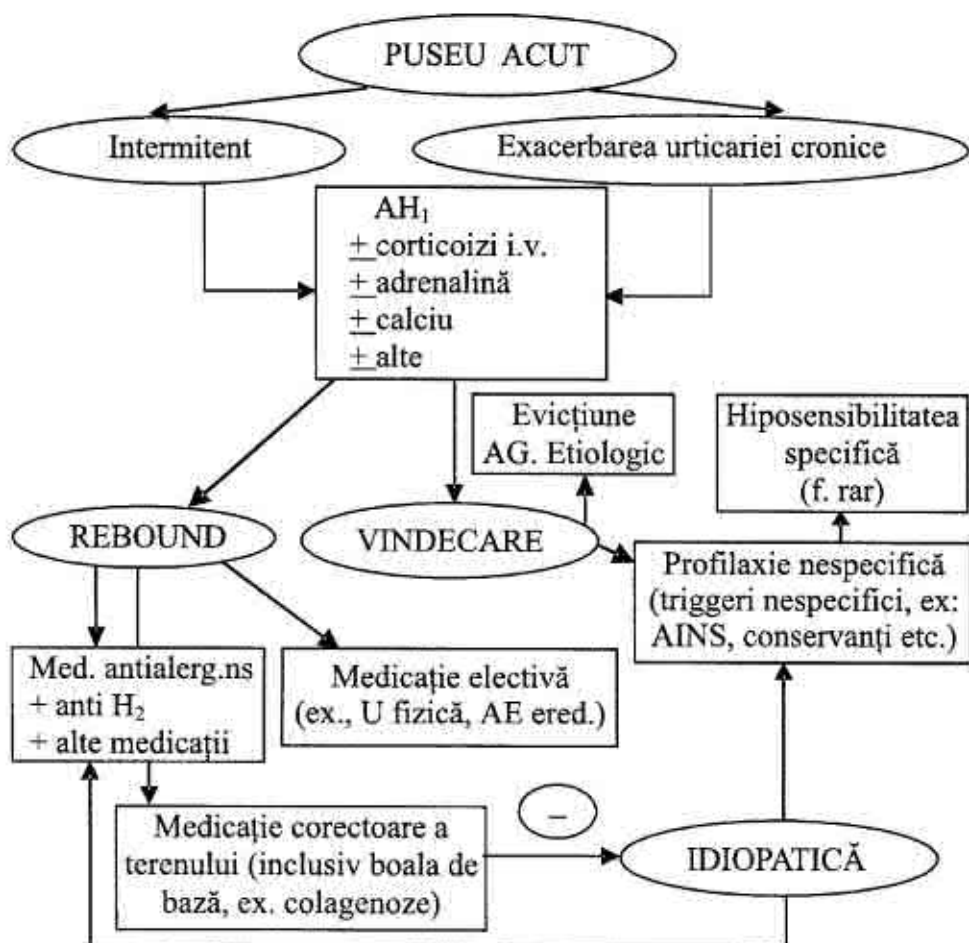 PUSEU ACUT
Intermitent
Exacerbarea urticariei cronice
AH₁
± corticoizi i.v.
± adrenalină
± calciu
± alte
Evicțiune
AG. Etiologic
Hiposensibilitatea
specifică
(f. rar)
REBOUND
VINDECARE
Profilaxie nespecifică
(triggeri nespecifici, ex:
AINS, conservanți etc.)
Med. antialerg.ns
+ anti H₂
+ alte medicații
Medicație electivă
(ex., U fizică, AE ered.)
Medicație corectoare a
terenului (inclusiv boala de
bază, ex. colagenoze)
–
IDIOPATICĂ